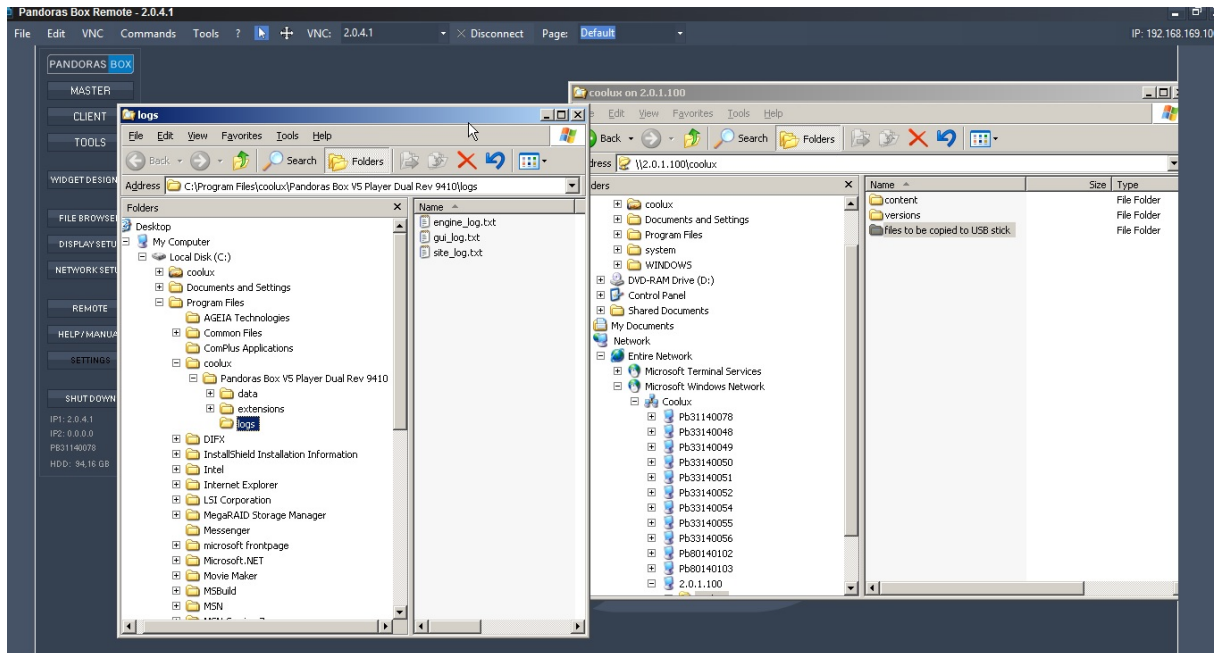 Pandoras Box Remote - 2.0.4.1
File Edit VNC Commands Tools ? VNC: 2.0.4.1 Disconnect Page: Default IP: 192.168.169.10
PANDORAS BOX
MASTER
CLIENT
TOOLS
WIDGET DESIGN
FILE BROWSE
DISPLAY SETU
NETWORK SETU
REMOTE
HELP / MANUA
SETTINGS
SHUT DOWN
IP1: 2.0.4.1
IP2: 0.0.0.0
PB31140078
HDD: 94,16 GB
logs
File Edit View Favorites Tools Help
Back Search Folders
Address C:\Program Files\coolux\Pandoras Box V5 Player Dual Rev 9410\logs
Folders
Desktop
My Computer
Local Disk (C:)
coolux
Documents and Settings
Program Files
AGEIA Technologies
Common Files
ComPlus Applications
coolux
Pandoras Box V5 Player Dual Rev 9410
data
extensions
logs
DIFX
InstallShield Installation Information
Intel
Internet Explorer
LSI Corporation
MegaRAID Storage Manager
Messenger
microsoft frontpage
Microsoft.NET
Movie Maker
MSBuild
MSN
Name
engine_log.txt
gui_log.txt
site_log.txt
coolux on 2.0.1.100
Edit View Favorites Tools Help
Back Search Folders
dress \\2.0.1.100\coolux
ders
coolux
Documents and Settings
Program Files
system
WINDOWS
DVD-RAM Drive (D:)
Control Panel
Shared Documents
My Documents
Network
Entire Network
Microsoft Terminal Services
Microsoft Windows Network
Coolux
Pb31140078
Pb33140048
Pb33140049
Pb33140050
Pb33140051
Pb33140052
Pb33140054
Pb33140055
Pb33140056
Pb80140102
Pb80140103
2.0.1.100
Name Size Type
content File Folder
versions File Folder
files to be copied to USB stick File Folder